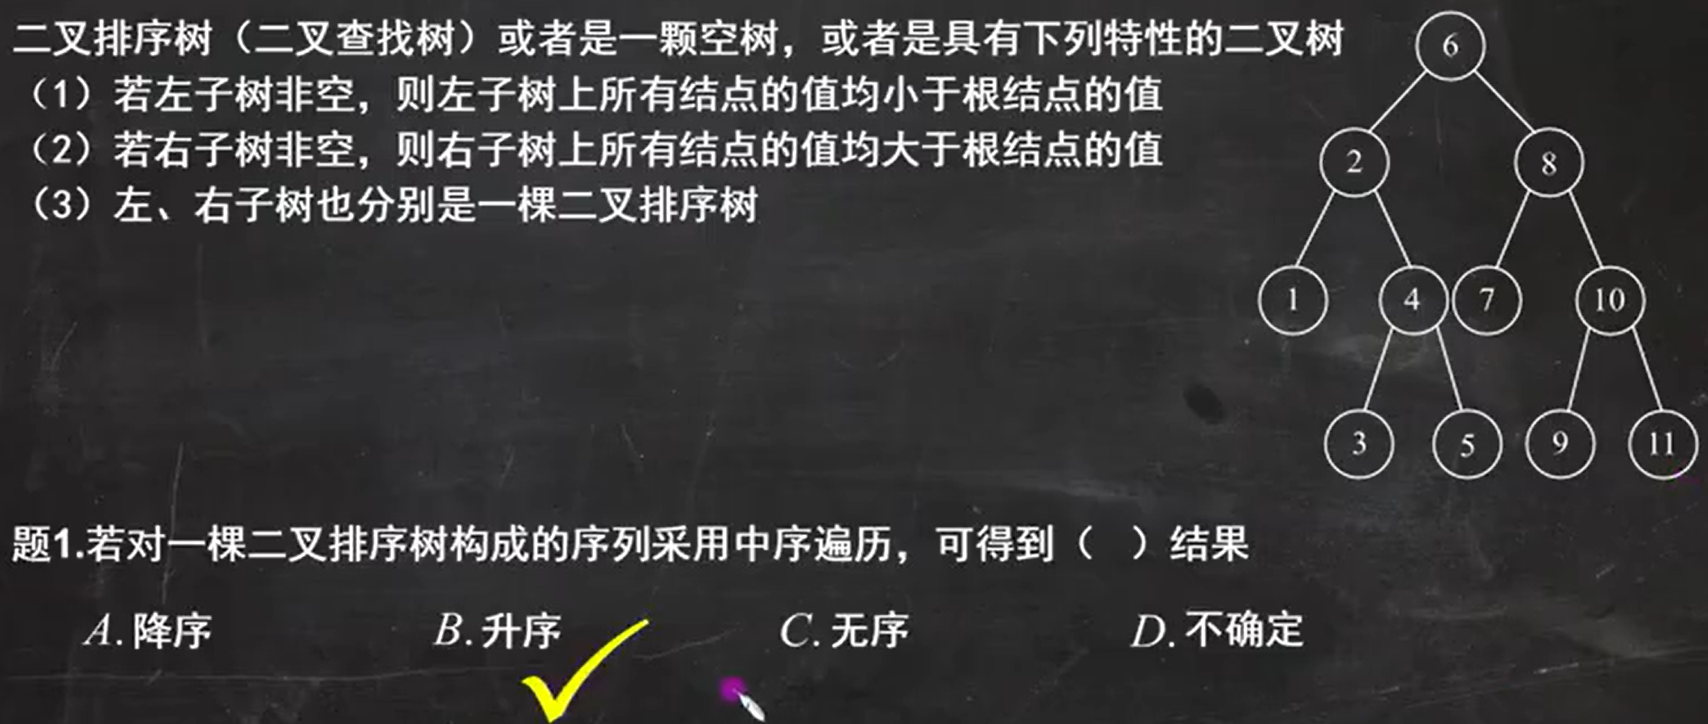 二叉排序树（二叉查找树）或者是一颗空树，或者是具有下列特性的二叉树
（1）若左子树非空，则左子树上所有结点的值均小于根结点的值
（2）若右子树非空，则右子树上所有结点的值均大于根结点的值
（3）左、右子树也分别是一棵二叉排序树
6
2 8
1 4 7 10
3 5 9 11
题1.若对一棵二叉排序树构成的序列采用中序遍历，可得到（ ）结果
A.降序 B.升序 C.无序 D.不确定